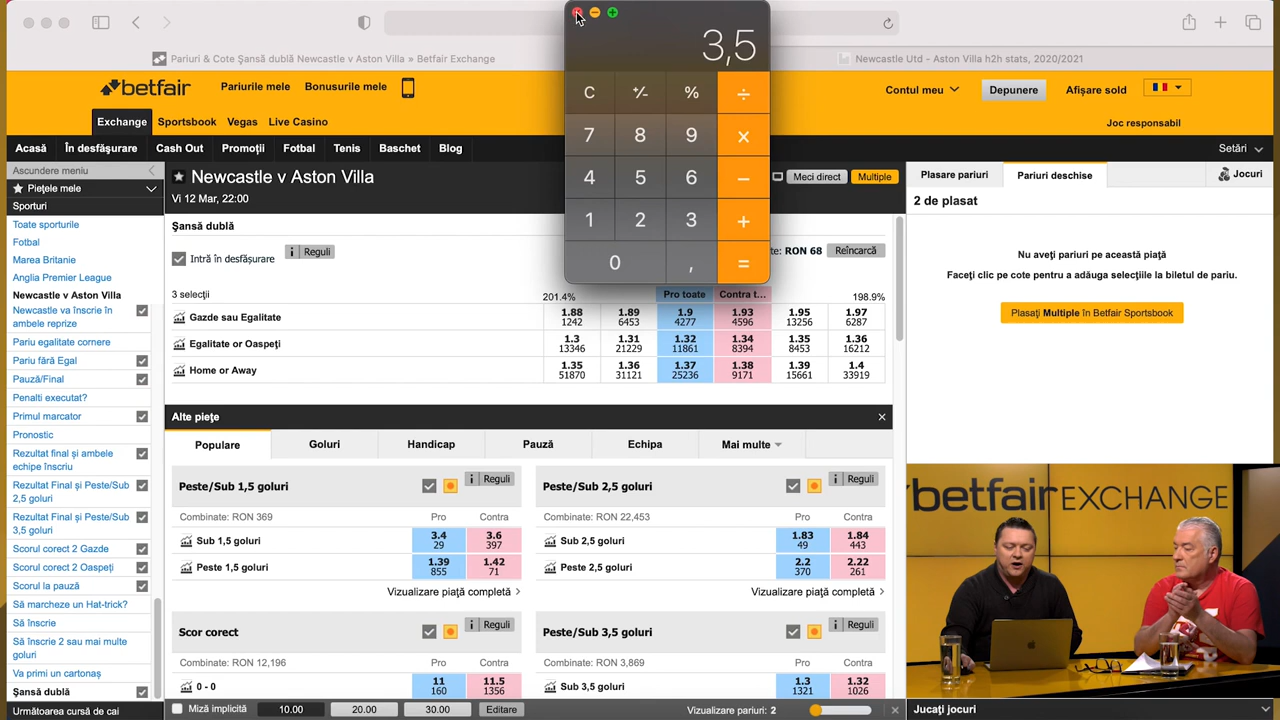 3,5
Pariuri & Cote Șansă dublă Newcastle v Aston Villa » Betfair Exchange
Newcastle Utd - Aston Villa h2h stats, 2020/2021
C +/- % ÷
7 8 9 ×
4 5 6 −
1 2 3 +
0 , =
betfair
Pariurile mele
Bonusurile mele
Contul meu
Depunere
Afișare sold
Exchange
Sportsbook
Vegas
Live Casino
Joc responsabil
Acasă
În desfășurare
Cash Out
Promoții
Fotbal
Tenis
Baschet
Blog
Setări
Ascundere meniu
Piețele mele
Sporturi
Toate sporturile
Fotbal
Marea Britanie
Anglia Premier League
Newcastle v Aston Villa
Newcastle va înscrie în
ambele reprize
Pariu egalitate cornere
Pariu fără Egal
Pauză/Final
Penalti executat?
Primul marcator
Pronostic
Rezultat final și ambele
echipe înscriu
Rezultat Final și Peste/Sub
2,5 goluri
Rezultat Final și Peste/Sub
3,5 goluri
Scorul corect 2 Gazde
Scorul corect 2 Oaspeți
Scorul la pauză
Să marcheze un Hat-trick?
Să înscrie
Să înscrie 2 sau mai multe
goluri
Va primi un cartonaș
Șansă dublă
Următoarea cursă de cai
Newcastle v Aston Villa
Meci direct
Multiple
Vi 12 Mar, 22:00
Șansă dublă
Intră în desfășurare
i Reguli
te: RON 68
Reîncarcă
3 selecții
201.4%
Pro toate
Contra t...
198.9%
Gazde sau Egalitate
1.88 1.89 1.9 1.93 1.95 1.97
1242 6453 4277 4596 13256 6287
Egalitate or Oaspeți
1.3 1.31 1.32 1.34 1.35 1.36
13346 21229 11861 8394 8453 16212
Home or Away
1.35 1.36 1.37 1.38 1.39 1.4
51870 31121 25236 9171 15661 33919
Alte piețe
Populare
Goluri
Handicap
Pauză
Echipa
Mai multe
Peste/Sub 1,5 goluri
i Reguli
Combinate: RON 369
Pro
Contra
Sub 1,5 goluri
3.4 3.6
29 397
Peste 1,5 goluri
1.39 1.42
855 71
Vizualizare piață completă
Peste/Sub 2,5 goluri
i Reguli
Combinate: RON 22,453
Pro
Contra
Sub 2,5 goluri
1.83 1.84
49 443
Peste 2,5 goluri
2.2 2.22
370 261
Vizualizare piață completă
Scor corect
i Reguli
Combinate: RON 12,196
Pro
Contra
0 - 0
11 11.5
160 1356
Peste/Sub 3,5 goluri
i Reguli
Combinate: RON 3,869
Pro
Contra
Sub 3,5 goluri
1.3 1.32
1321 1026
Miză implicită
10.00
20.00
30.00
Editare
Vizualizare pariuri: 2
Plasare pariuri
Pariuri deschise
Jocuri
2 de plasat
Nu aveți pariuri pe această piață
Faceți clic pe cote pentru a adăuga selecțiile la biletul de pariu.
Plasați Multiple în Betfair Sportsbook
betfair EXCHANGE
betfair
Jucați jocuri